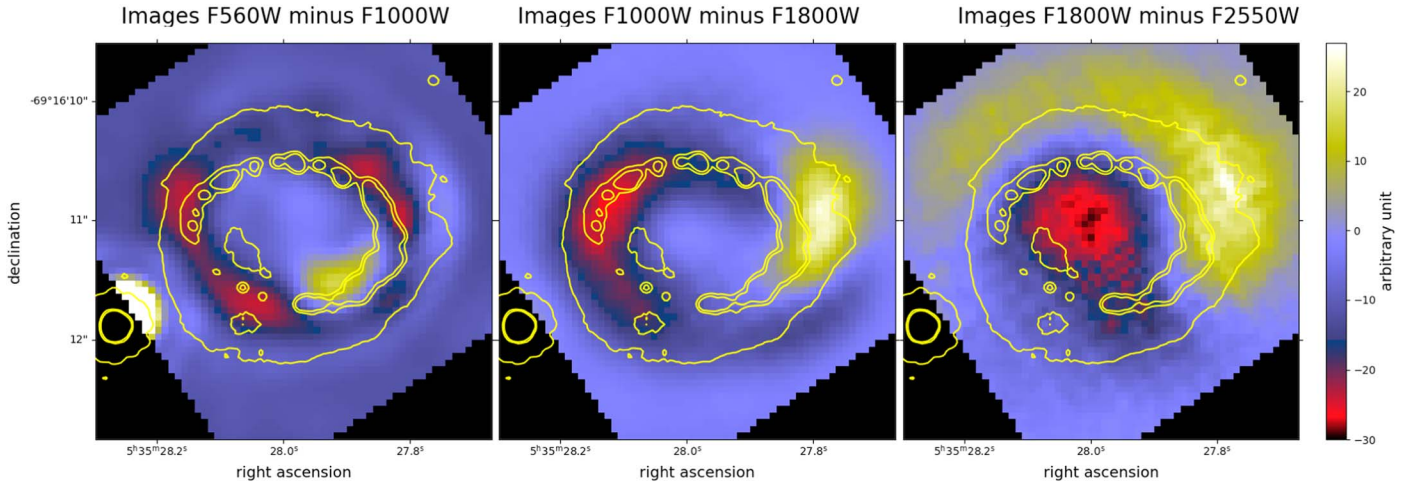 Images F560W minus F1000W
Images F1000W minus F1800W
Images F1800W minus F2550W
-69°16'10"
11"
12"
declination
5ʰ35ᵐ28.2ˢ
28.0ˢ
27.8ˢ
right ascension
5ʰ35ᵐ28.2ˢ
28.0ˢ
27.8ˢ
right ascension
5ʰ35ᵐ28.2ˢ
28.0ˢ
27.8ˢ
right ascension
20
10
0
−10
−20
−30
arbitrary unit